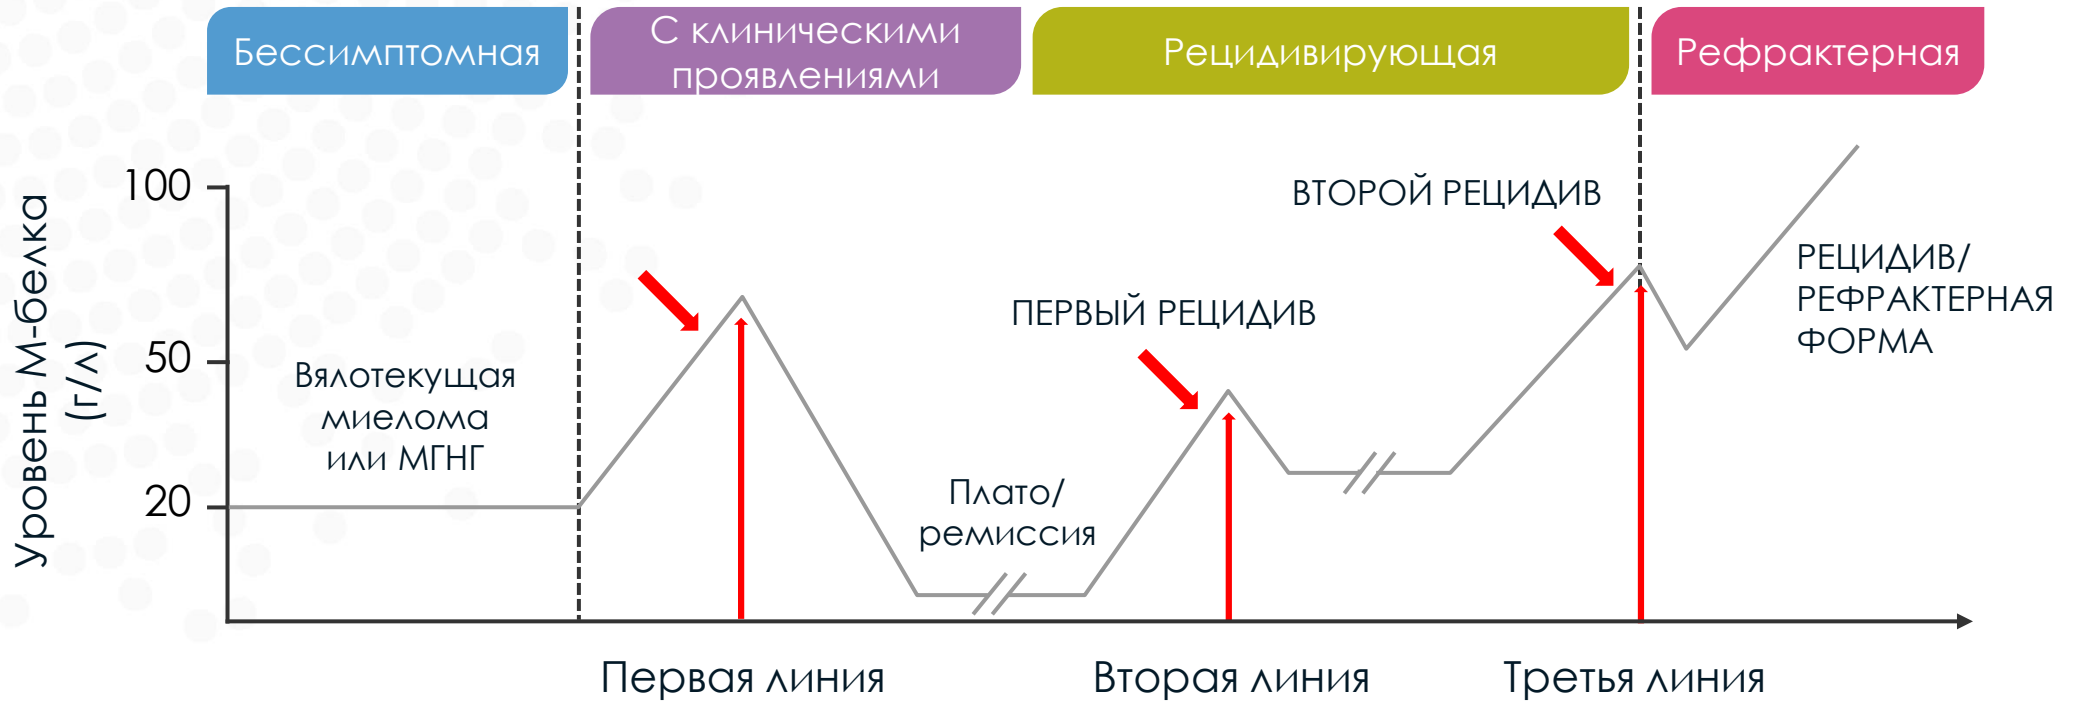 Бессимптомная
С клиническими
проявлениями
Рецидивирующая
Рефрактерная
Уровень М-белка
(г/л)
100
50
20
Вялотекущая
миелома
или МГНГ
Плато/
ремиссия
ПЕРВЫЙ РЕЦИДИВ
ВТОРОЙ РЕЦИДИВ
РЕЦИДИВ/
РЕФРАКТЕРНАЯ
ФОРМА
Первая линия
Вторая линия
Третья линия